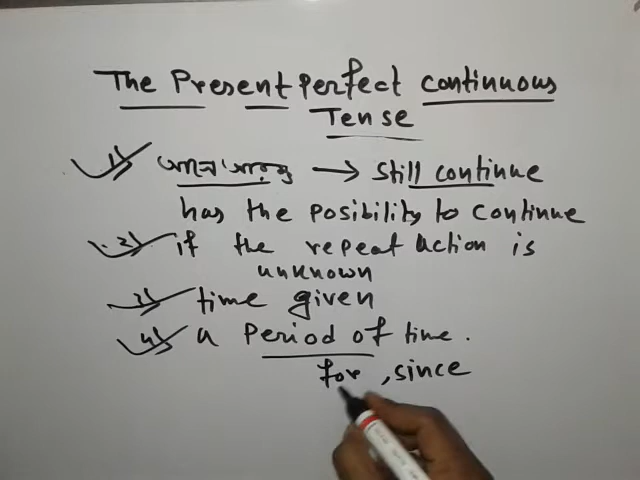 The Present perfect continuous
Tense
1) → still continue
has the posibility to continue
2) if the repeat action is
unknown
3) time given
4) a Period of time.
for, since